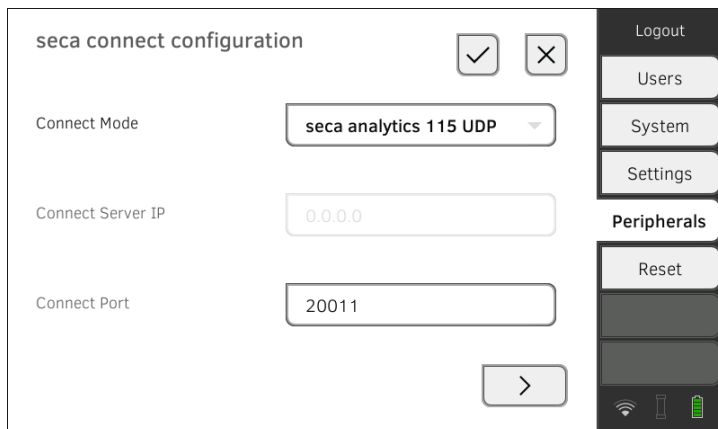 seca connect configuration
Connect Mode
seca analytics 115 UDP
Connect Server IP
0.0.0.0
Connect Port
20011
Logout
Users
System
Settings
Peripherals
Reset